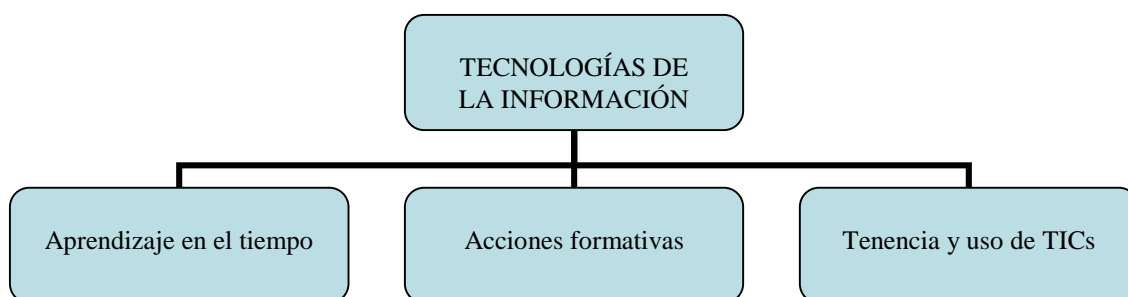 TECNOLOGÍAS DE
LA INFORMACIÓN
Aprendizaje en el tiempo
Acciones formativas
Tenencia y uso de TICs